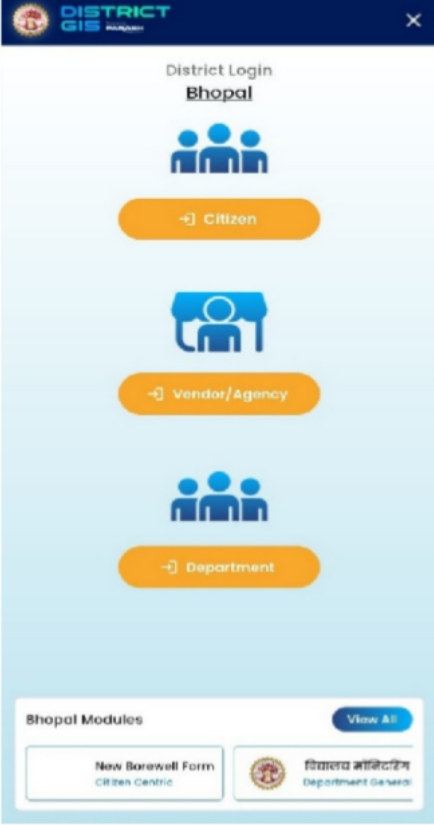 DISTRICT
GIS PARAKH
District Login
Bhopal
Citizen
Vendor/Agency
Department
Bhopal Modules
View All
New Borewell Form
Citizen Centric
विद्यालय मॉनिटरिंग
Department General